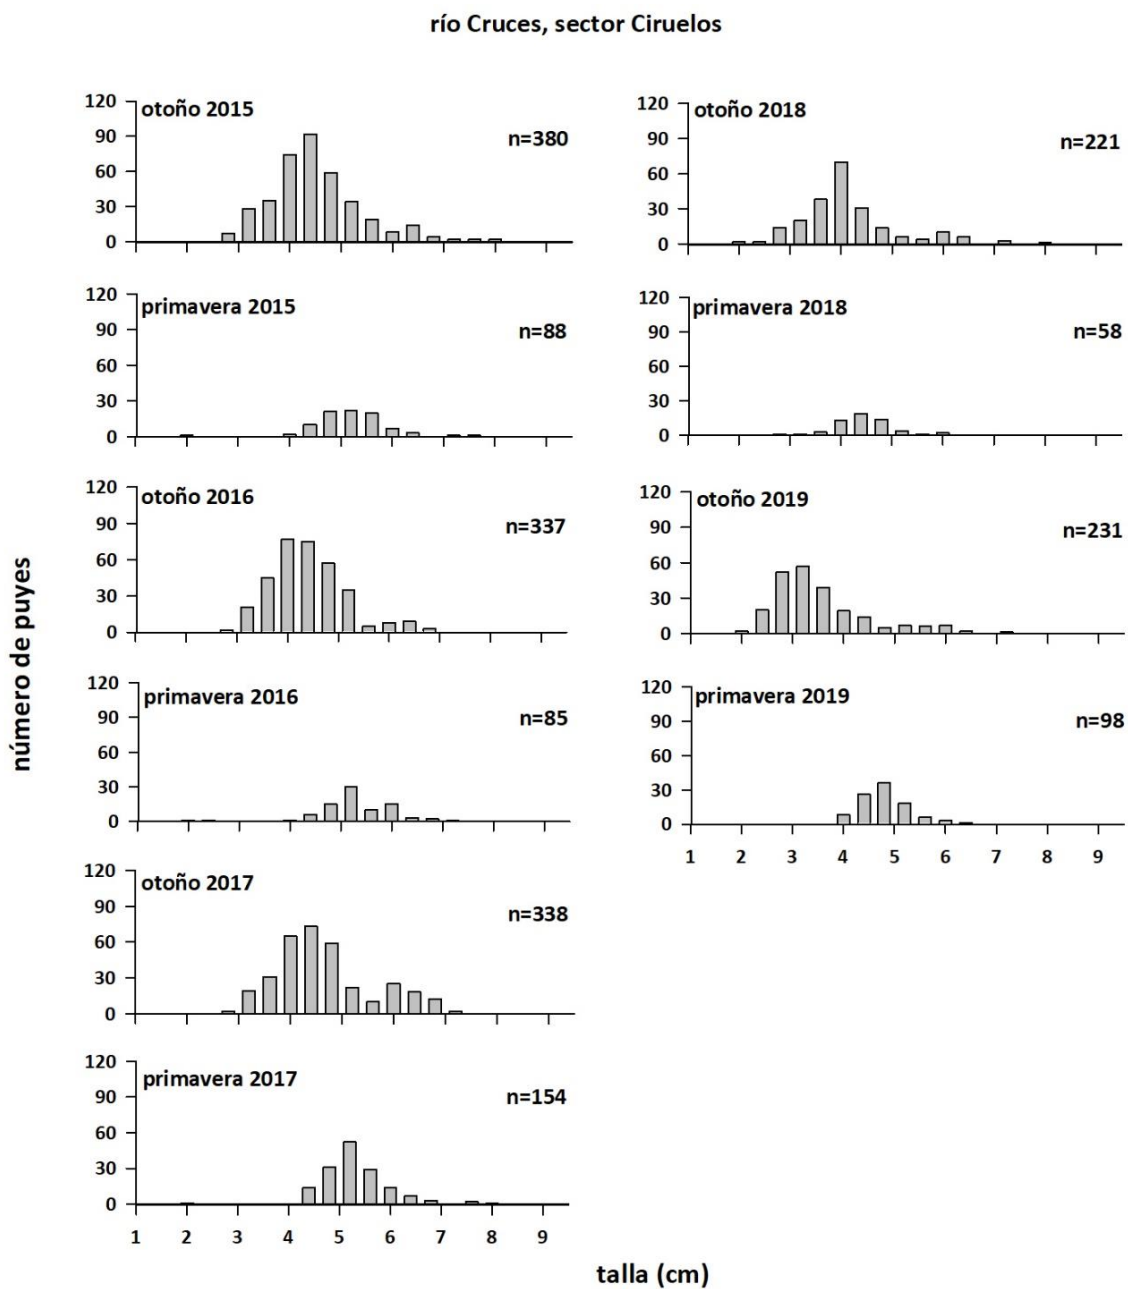 río Cruces, sector Ciruelos
número de puyes
otoño 2015
n=380
120
90
60
30
0
primavera 2015
n=88
120
90
60
30
0
otoño 2016
n=337
120
90
60
30
0
primavera 2016
n=85
120
90
60
30
0
otoño 2017
n=338
120
90
60
30
0
primavera 2017
n=154
120
90
60
30
0
1 2 3 4 5 6 7 8 9
otoño 2018
n=221
120
90
60
30
0
primavera 2018
n=58
120
90
60
30
0
otoño 2019
n=231
120
90
60
30
0
primavera 2019
n=98
120
90
60
30
0
1 2 3 4 5 6 7 8 9
talla (cm)